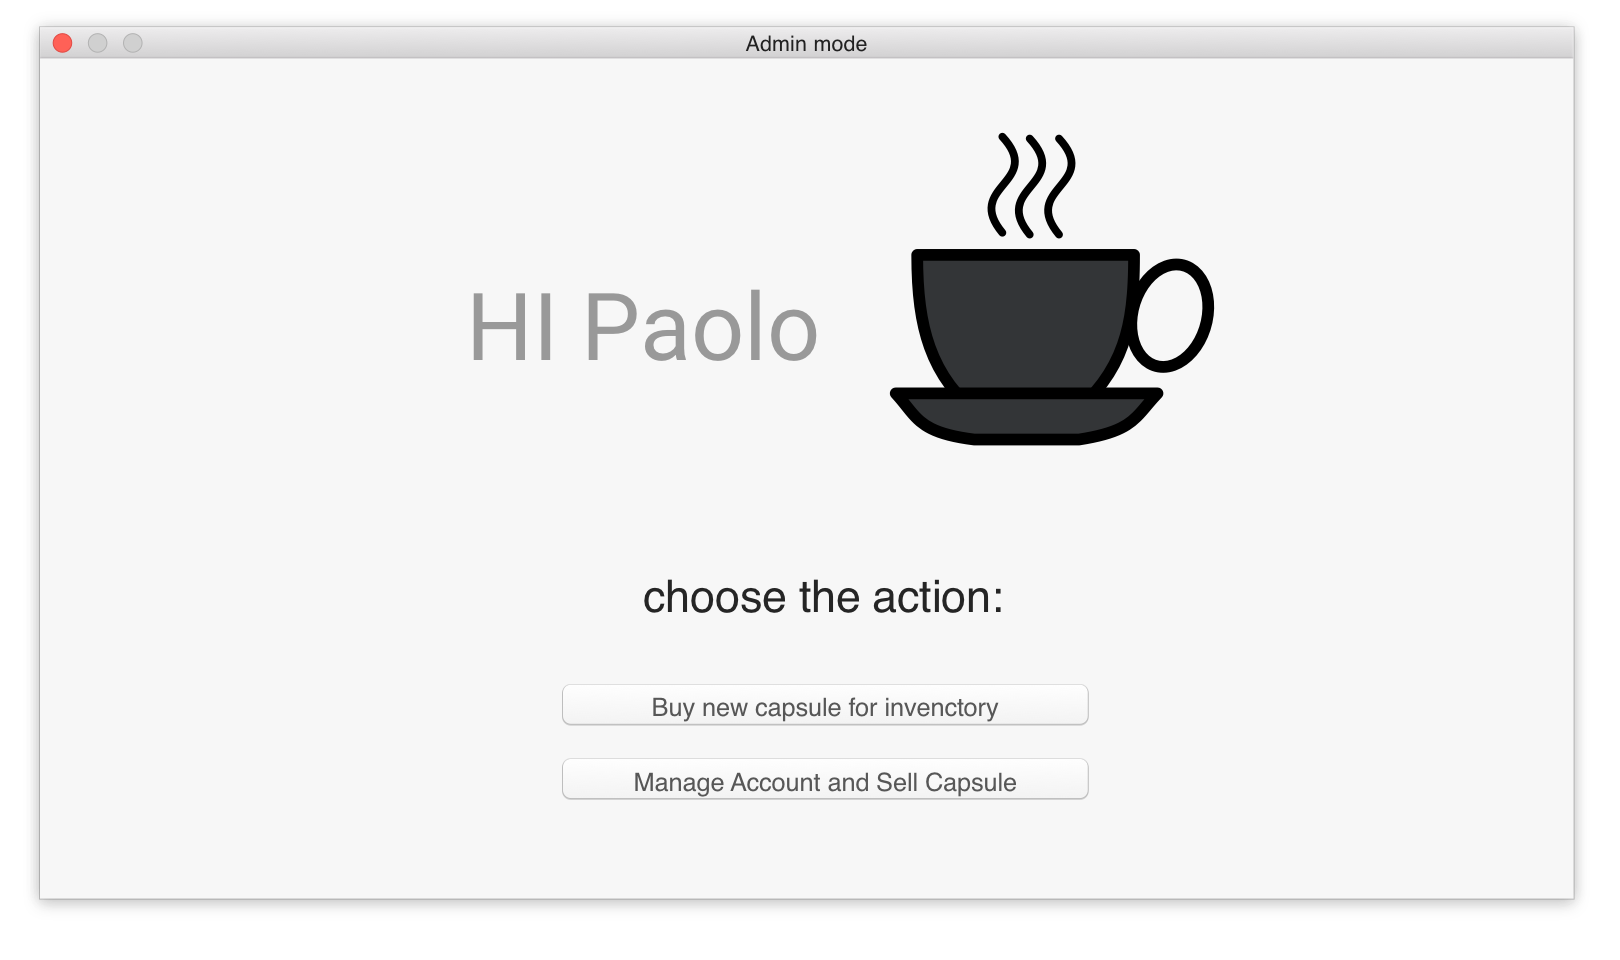 Admin mode
HI Paolo
choose the action:
Buy new capsule for invenctory
Manage Account and Sell Capsule